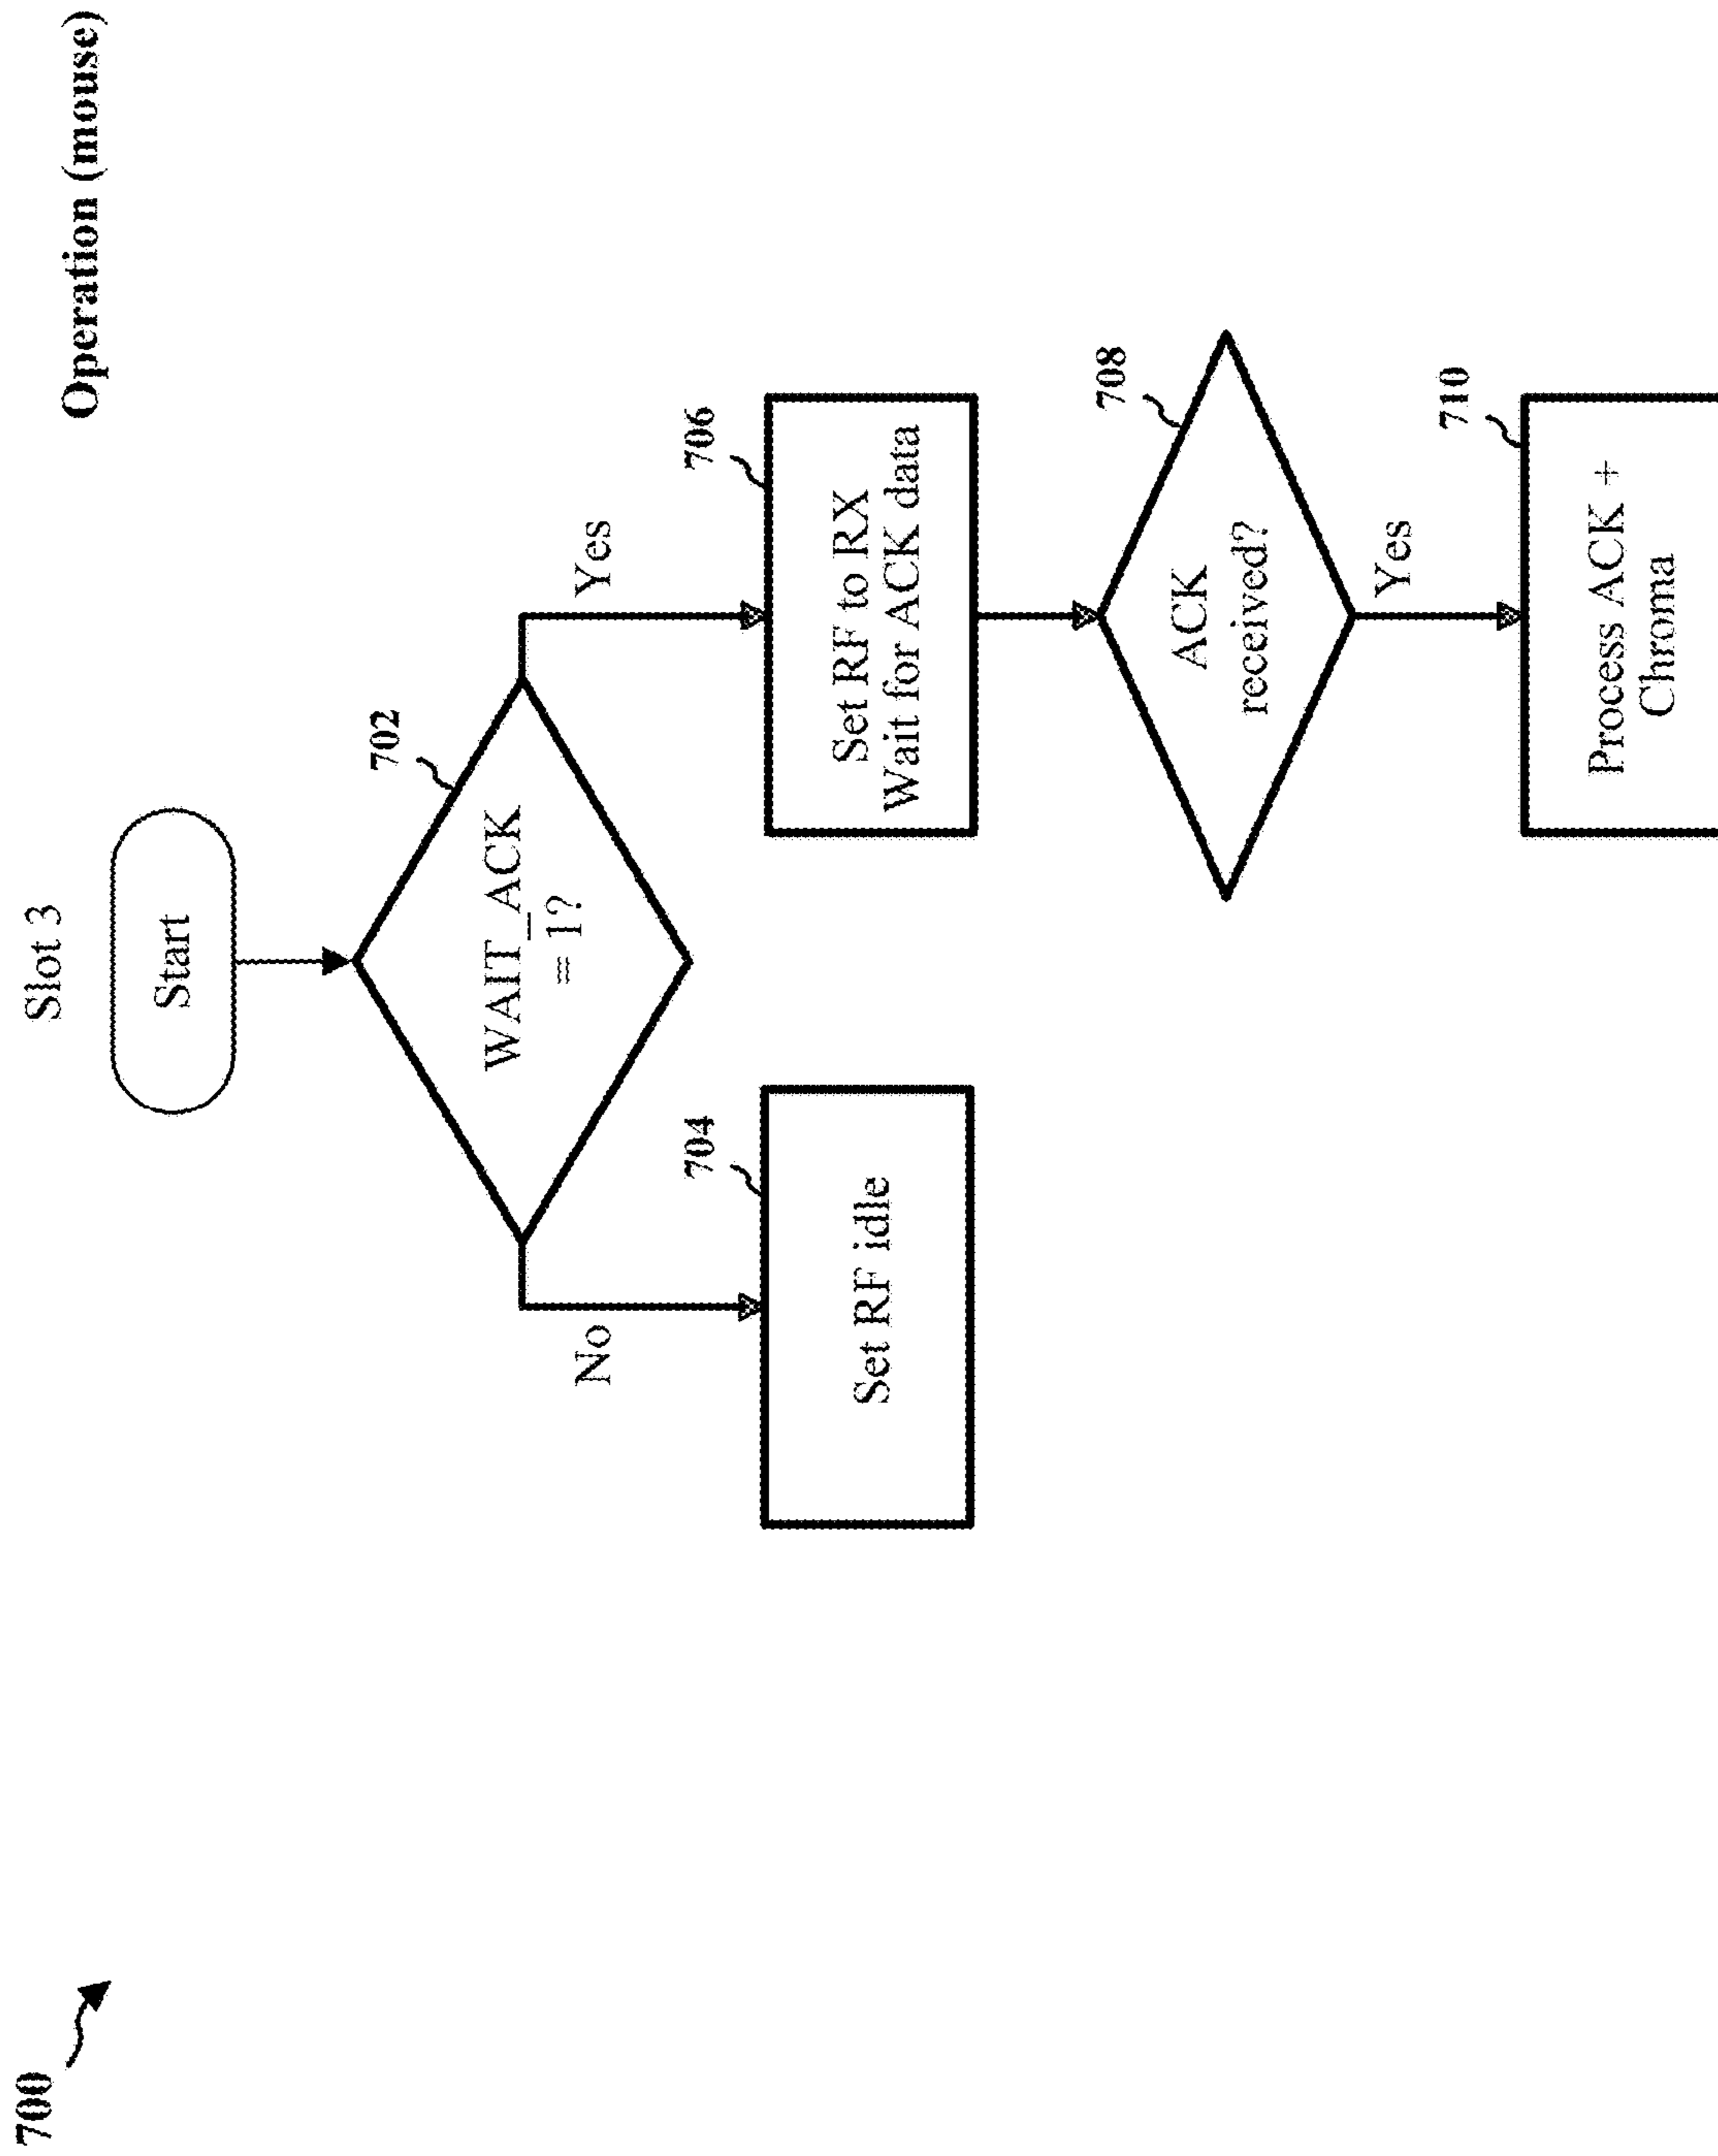 700
Operation (mouse)
Slot 3
Start
702
WAIT_ACK
= 1?
No
Yes
704
Set RF idle
706
Set RF to RX
Wait for ACK data
708
ACK
received?
Yes
710
Process ACK +
Chroma